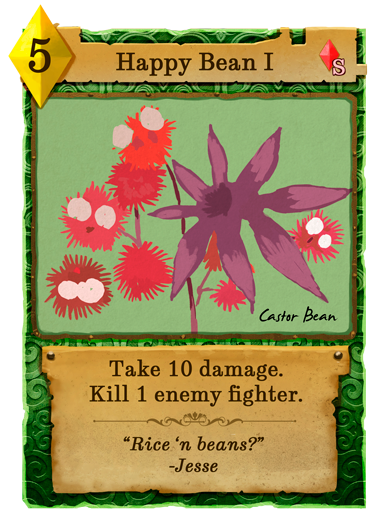 5
Happy Bean I
S
Castor Bean
Take 10 damage.
Kill 1 enemy fighter.
“Rice ‘n beans?”
-Jesse